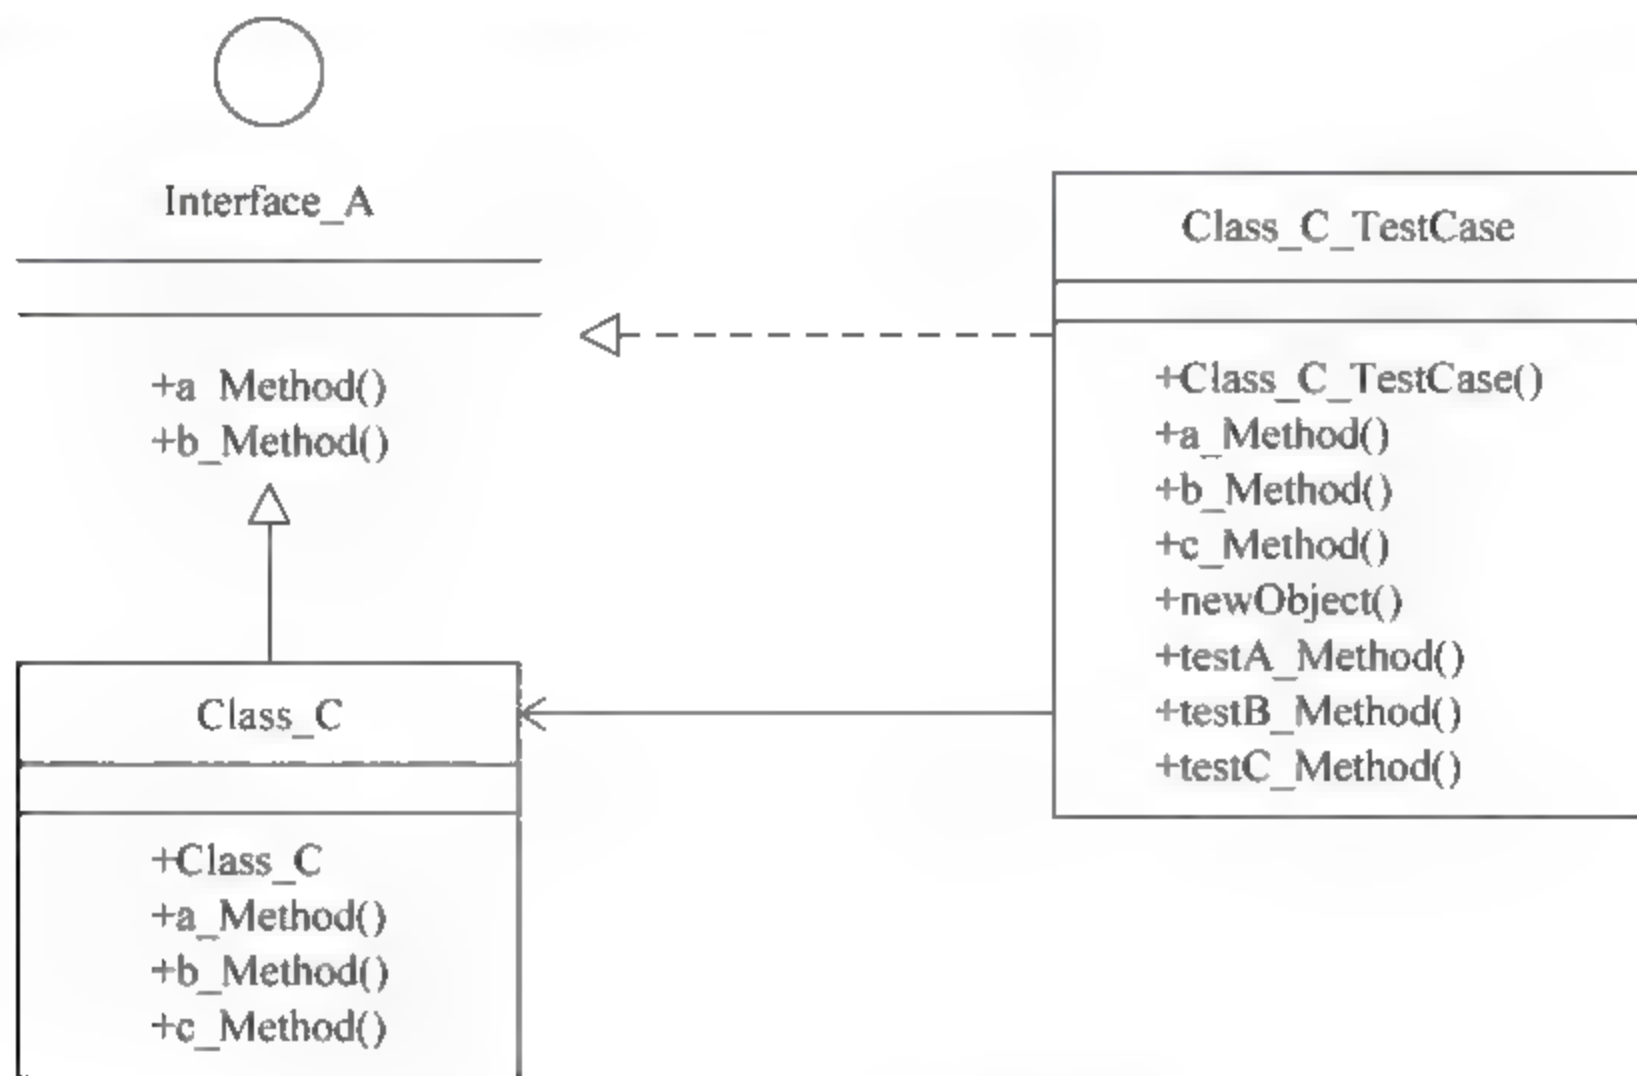 Interface_A
+a_Method()
+b_Method()
Class_C
+Class_C
+a_Method()
+b_Method()
+c_Method()
Class_C_TestCase
+Class_C_TestCase()
+a_Method()
+b_Method()
+c_Method()
+newObject()
+testA_Method()
+testB_Method()
+testC_Method()